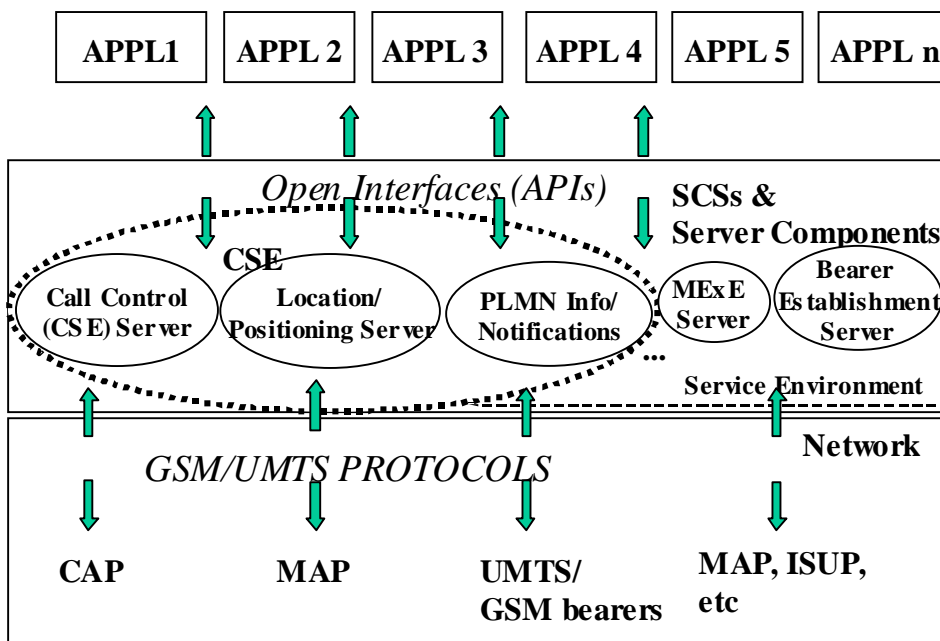 APPL1
APPL 2
APPL 3
APPL 4
APPL 5
APPL n
Open Interfaces (APIs)
SCSs &
Server Components
CSE
Call Control
(CSE) Server
Location/
Positioning Server
PLMN Info/
Notifications
MExE
Server
Bearer
Establishment
Server
...
Service Environment
Network
GSM/UMTS PROTOCOLS
CAP
MAP
UMTS/
GSM bearers
MAP, ISUP,
etc